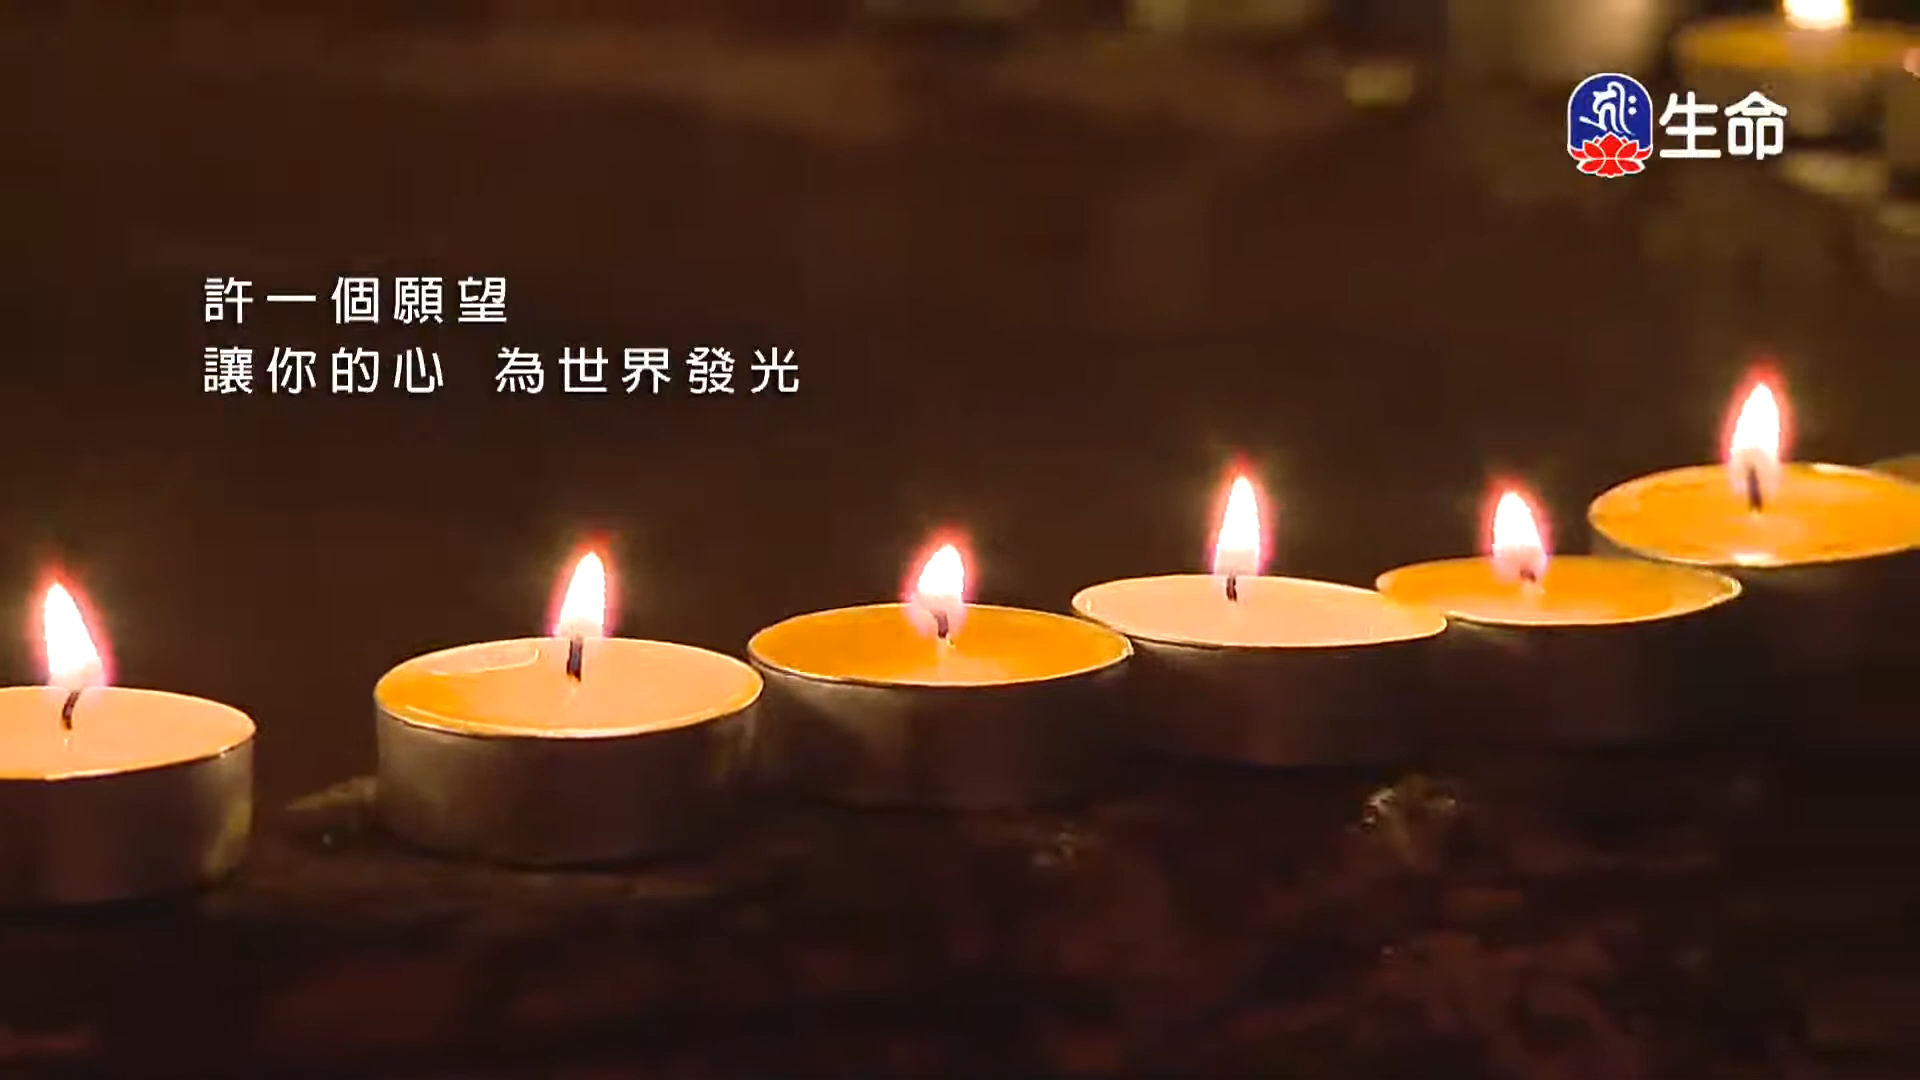 生命
許一個願望
讓你的心 為世界發光